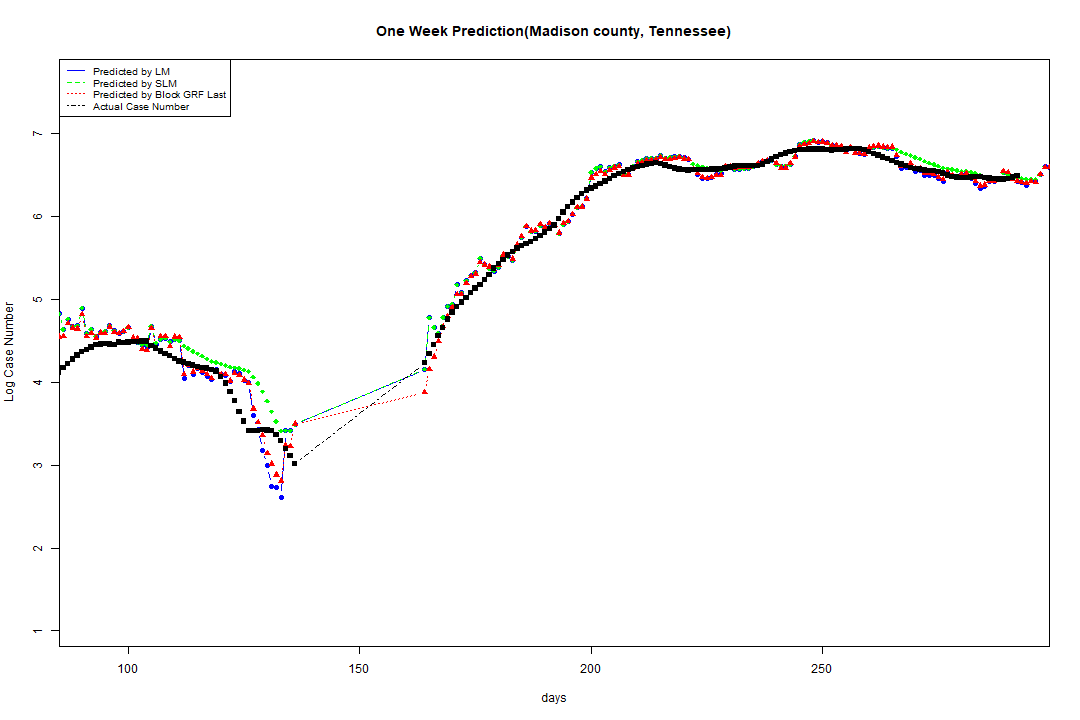 One Week Prediction(Madison county, Tennessee)
Predicted by LM
Predicted by SLM
Predicted by Block GRF Last
Actual Case Number
7
6
5
4
3
2
1
Log Case Number
100 150 200 250
days